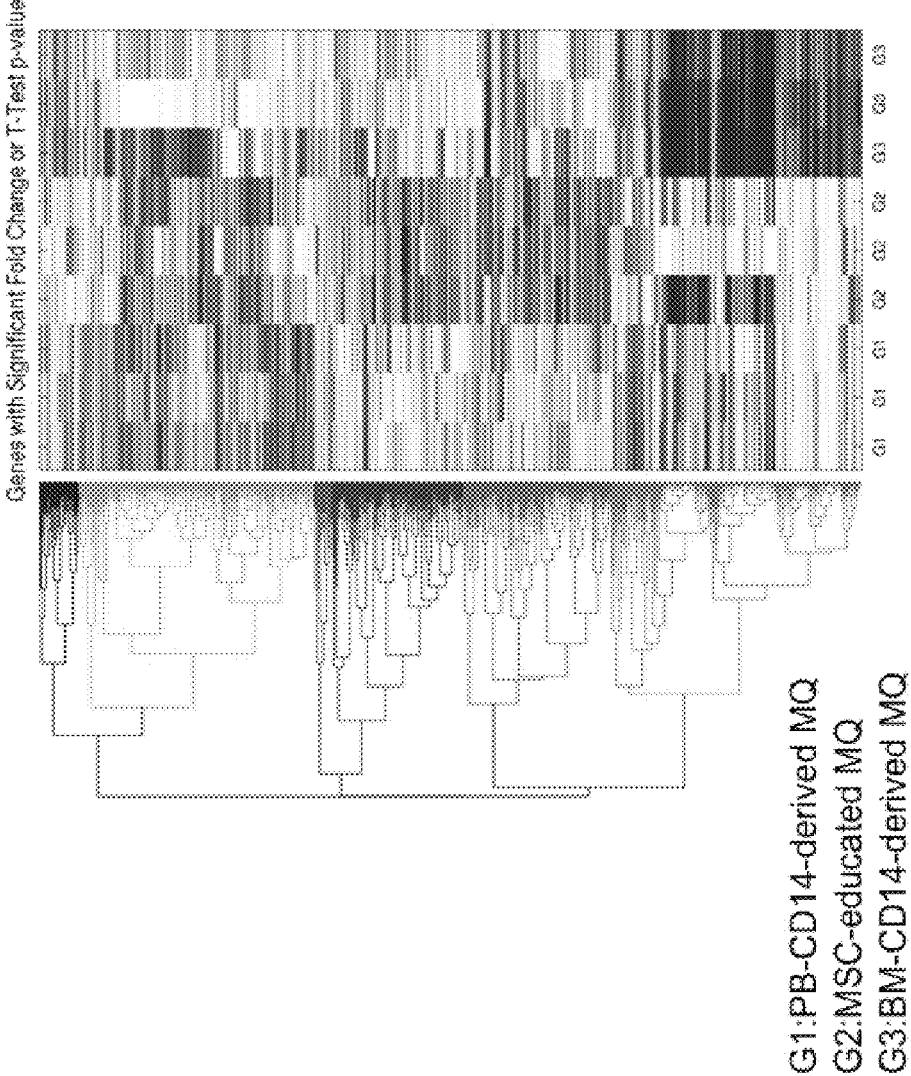 Genes with Significant Fold Change or T-Test p-value
G1
G1
G1
G2
G2
G2
G3
G3
G3
G1:PB-CD14-derived MQ
G2:MSC-educated MQ
G3:BM-CD14-derived MQ